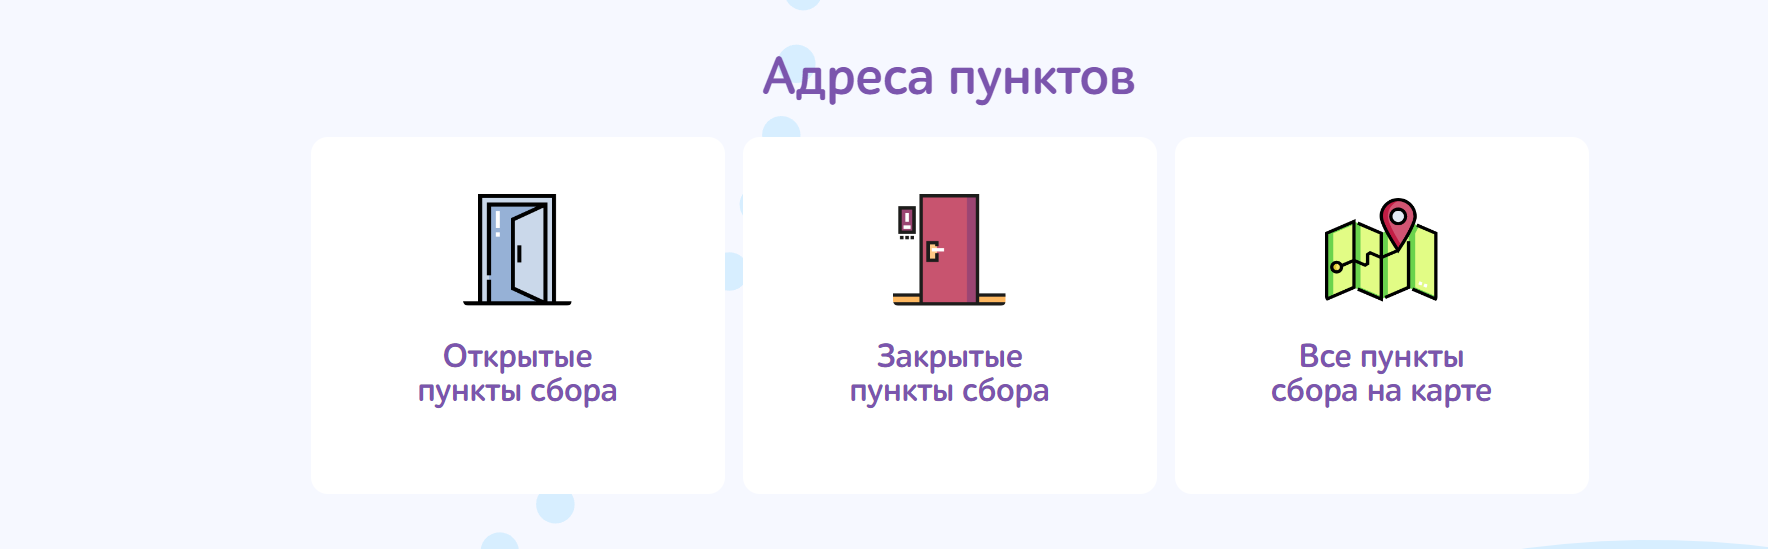 Адреса пунктов
Открытые
пункты сбора
Закрытые
пункты сбора
Все пункты
сбора на карте